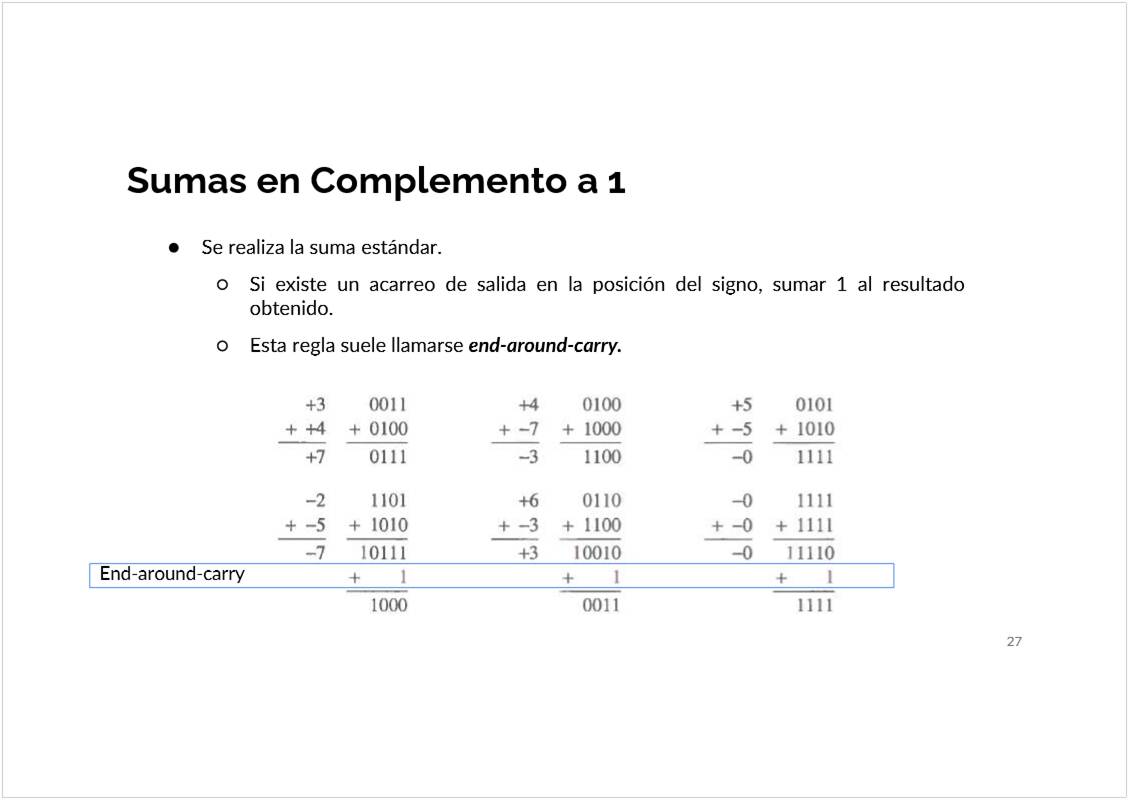 Sumas en Complemento a 1
● Se realiza la suma estándar.
○ Si existe un acarreo de salida en la posición del signo, sumar 1 al resultado
obtenido.
○ Esta regla suele llamarse end-around-carry.
+3 0011 +4 0100 +5 0101
+ +4 + 0100 + −7 + 1000 + −5 + 1010
+7 0111 −3 1100 −0 1111
−2 1101 +6 0110 −0 1111
+ −5 + 1010 + −3 + 1100 + −0 + 1111
−7 10111 +3 10010 −0 11110
End-around-carry + 1 + 1 + 1
1000 0011 1111
27